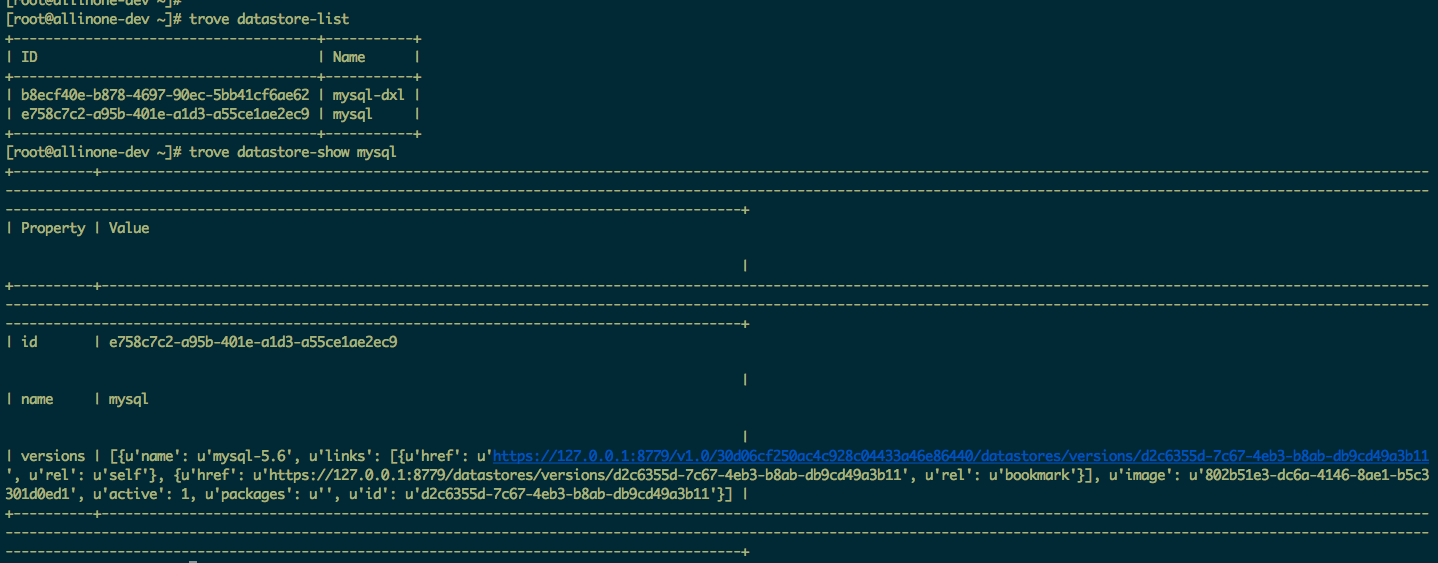 [root@allinone-dev ~]#
[root@allinone-dev ~]# trove datastore-list
+--------------------------------------+-----------+
| ID                                   | Name      |
+--------------------------------------+-----------+
| b8ecf40e-b878-4697-90ec-5bb41cf6ae62 | mysql-dxl |
| e758c7c2-a95b-401e-a1d3-a55ce1ae2ec9 | mysql     |
+--------------------------------------+-----------+
[root@allinone-dev ~]# trove datastore-show mysql
| Property | Value
|
| id       | e758c7c2-a95b-401e-a1d3-a55ce1ae2ec9
|
| name     | mysql
|
| versions | [{u'name': u'mysql-5.6', u'links': [{u'href': u'https://127.0.0.1:8779/v1.0/30d06cf250ac4c928c04433a46e86440/datastores/versions/d2c6355d-7c67-4eb3-b8ab-db9cd49a3b11
', u'rel': u'self'}, {u'href': u'https://127.0.0.1:8779/datastores/versions/d2c6355d-7c67-4eb3-b8ab-db9cd49a3b11', u'rel': u'bookmark'}], u'image': u'802b51e3-dc6a-4146-8ae1-b5c3
301d0ed1', u'active': 1, u'packages': u'', u'id': u'd2c6355d-7c67-4eb3-b8ab-db9cd49a3b11'}] |